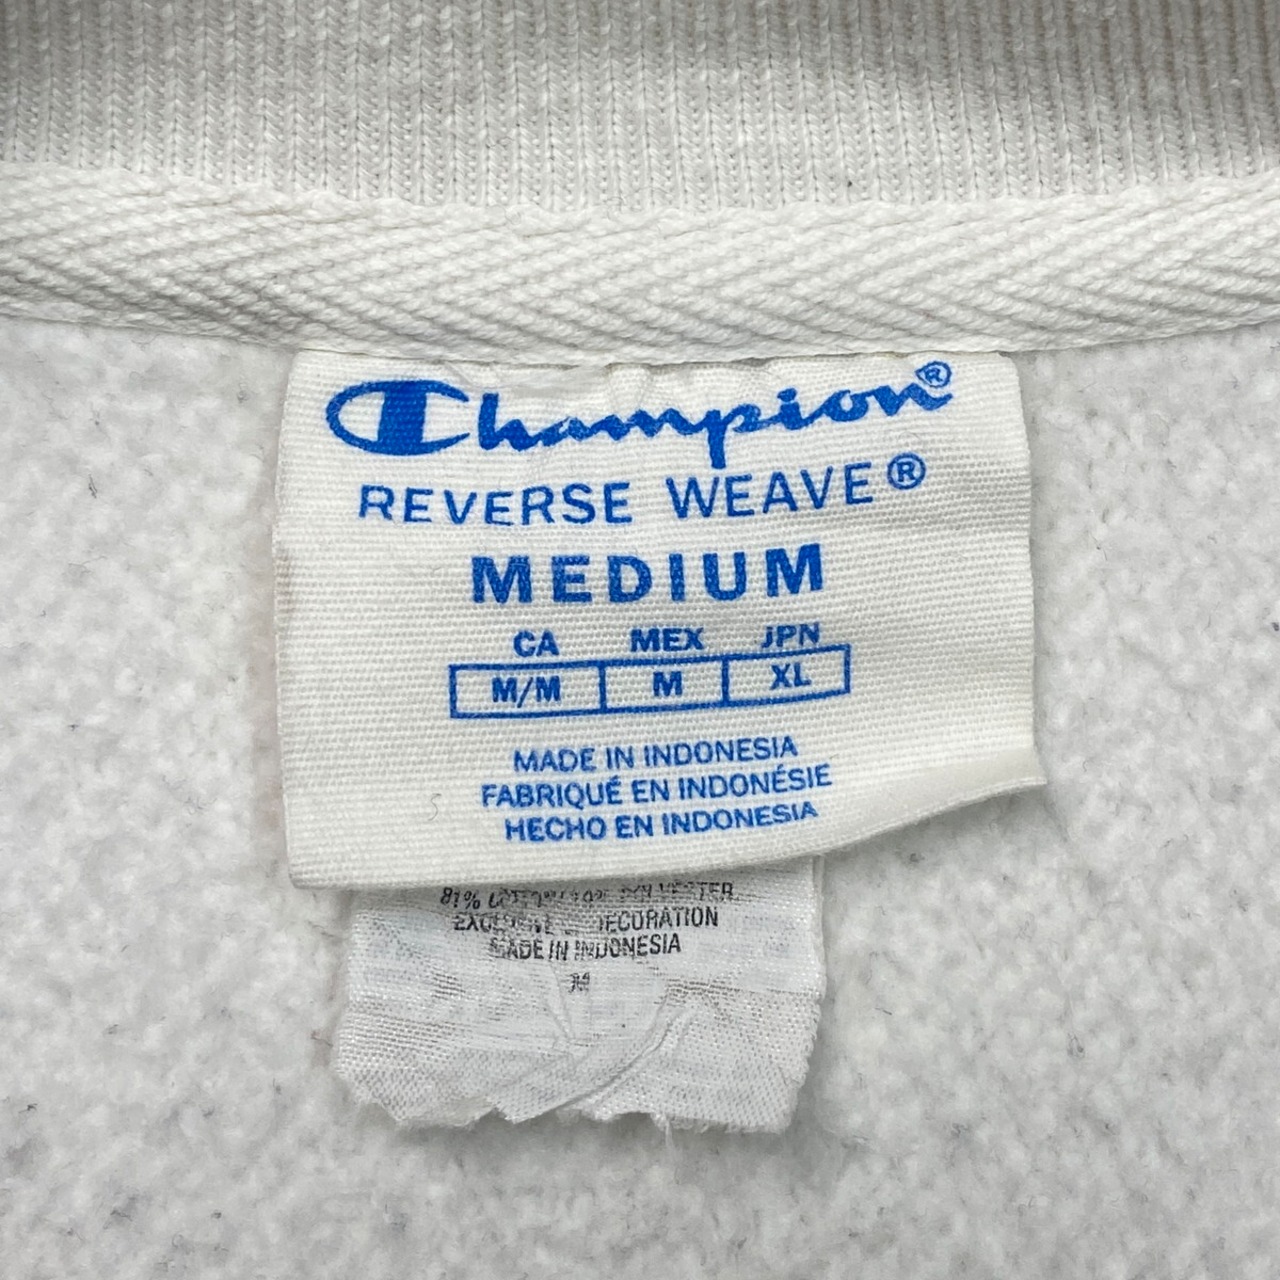 Champion®
REVERSE WEAVE®
MEDIUM
CA MEX JPN
M/M M XL
MADE IN INDONESIA
FABRIQUÉ EN INDONÉSIE
HECHO EN INDONESIA
81%
MADE IN INDONESIA
M